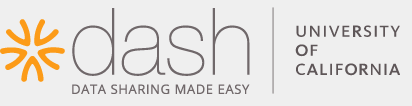 dash
DATA SHARING MADE EASY
UNIVERSITY
OF
CALIFORNIA